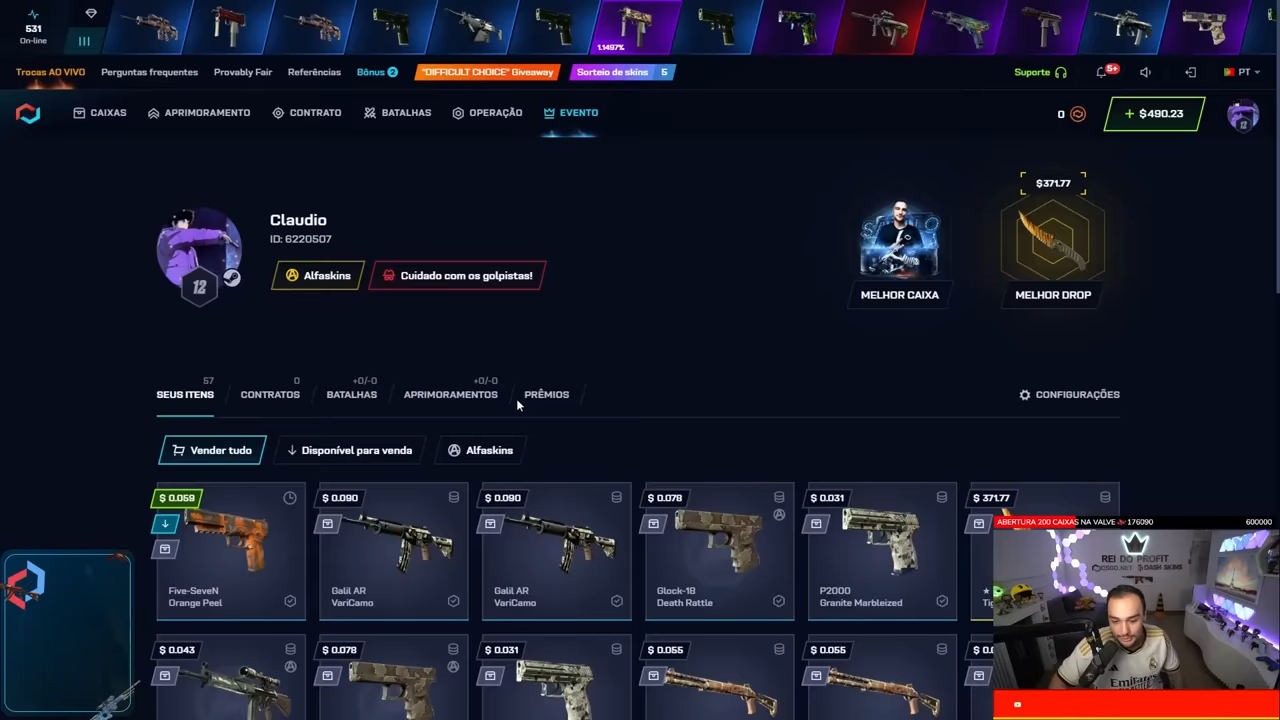 531
On-line
1.1497%
Trocas AO VIVO
Perguntas frequentes
Provably Fair
Referências
Bônus 2
"DIFFICULT CHOICE" Giveaway
Sorteio de skins 5
Suporte
5+
PT
CAIXAS
APRIMORAMENTO
CONTRATO
BATALHAS
OPERAÇÃO
EVENTO
0
+ $490.23
12
Claudio
ID: 6220507
12
Alfaskins
Cuidado com os golpistas!
MELHOR CAIXA
$371.77
MELHOR DROP
57
SEUS ITENS
0
CONTRATOS
+0/-0
BATALHAS
+0/-0
APRIMORAMENTOS
PRÊMIOS
CONFIGURAÇÕES
Vender tudo
Disponível para venda
Alfaskins
$ 0.059
Five-SeveN
Orange Peel
$ 0.090
Galil AR
VariCamo
$ 0.090
Galil AR
VariCamo
$ 0.078
Glock-18
Death Rattle
$ 0.031
P2000
Granite Marbleized
$ 371.77
$ 0.043
$ 0.078
$ 0.031
$ 0.055
$ 0.055
ABERTURA 200 CAIXAS NA VALVE 176090
600000
REI DO PROFIT